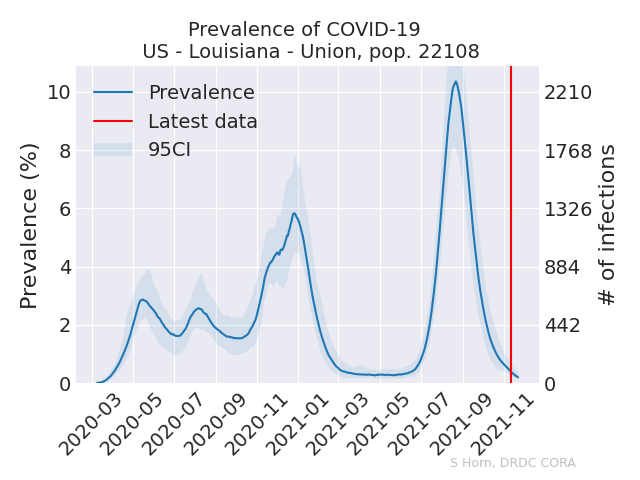 Prevalence of COVID-19
US - Louisiana - Union, pop. 22108
Prevalence
Latest data
95CI
Prevalence (%)
10
8
6
4
2
0
2210
1768
1326
884
442
0
# of infections
2020-03
2020-05
2020-07
2020-09
2020-11
2021-01
2021-03
2021-05
2021-07
2021-09
2021-11
S Horn, DRDC CORA